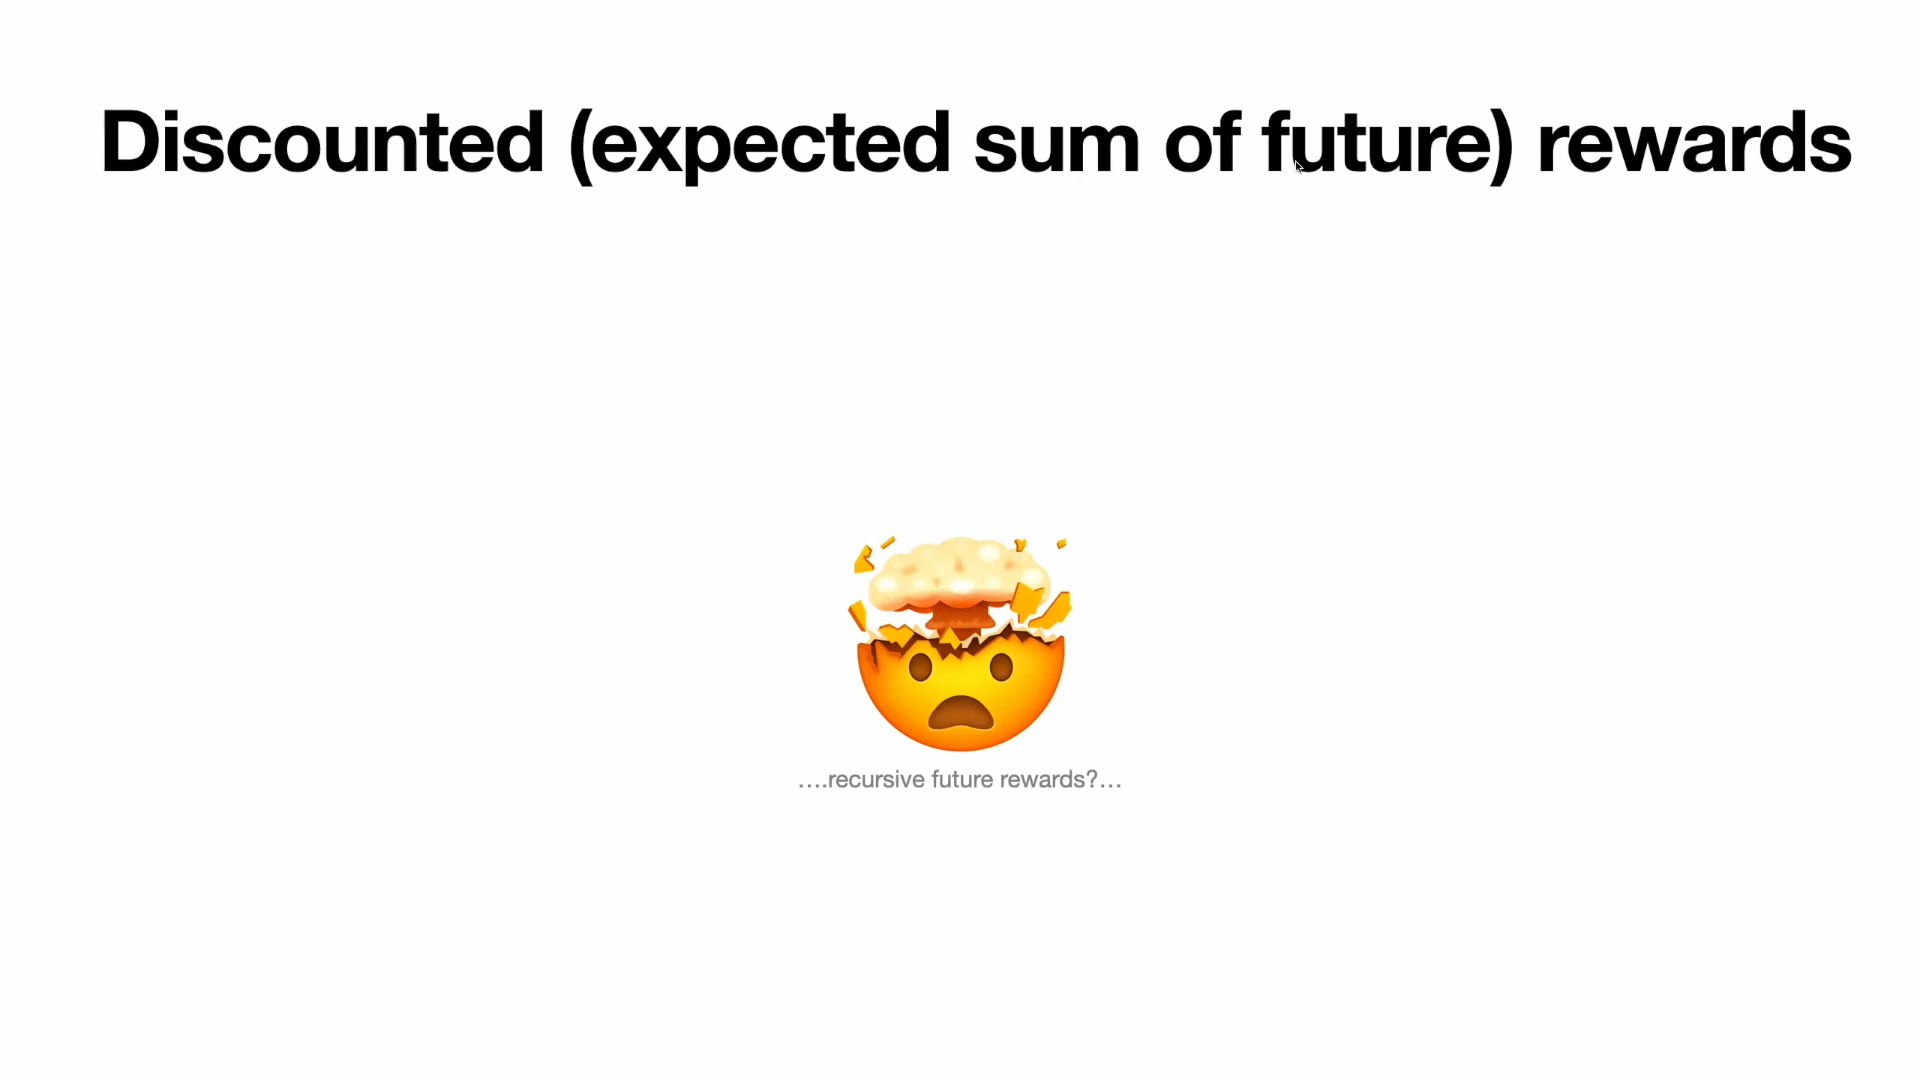 Discounted (expected sum of future) rewards
….recursive future rewards?…